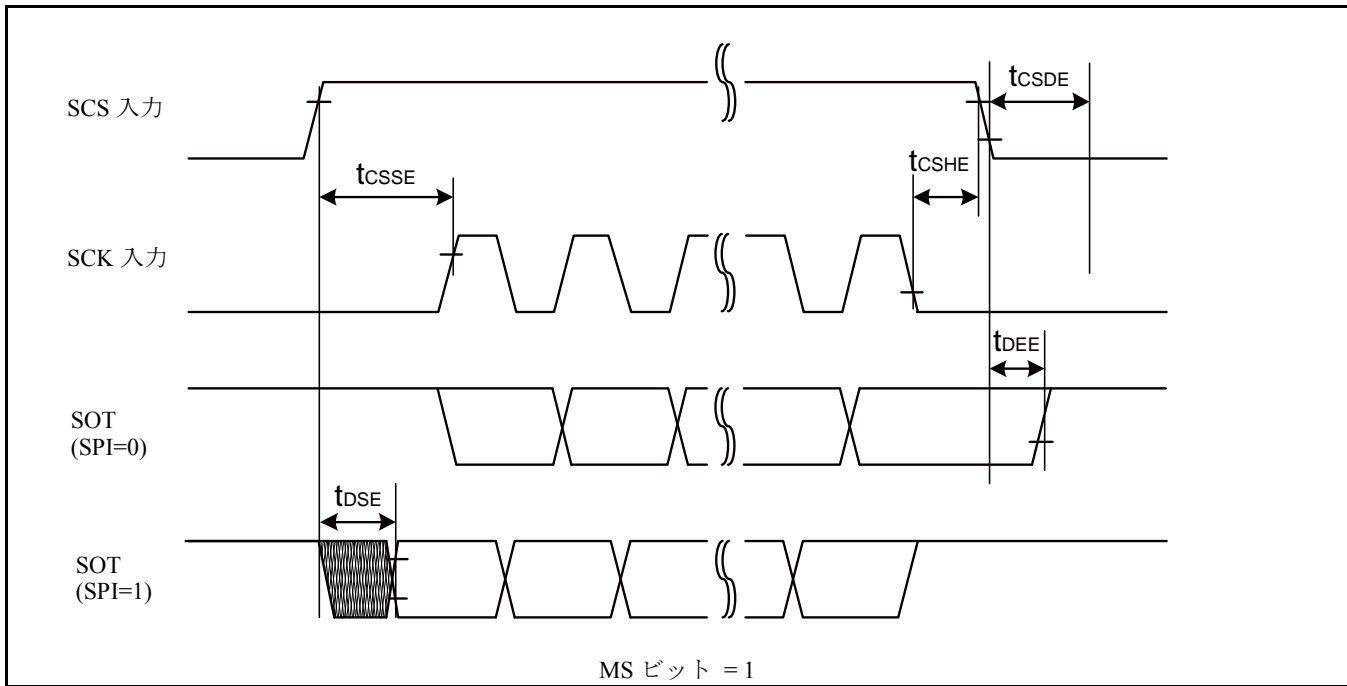 SCS 入力
tCSDE
tCSHE
tCSSE
SCK 入力
tDEE
SOT
(SPI=0)
tDSE
SOT
(SPI=1)
MS ビット = 1